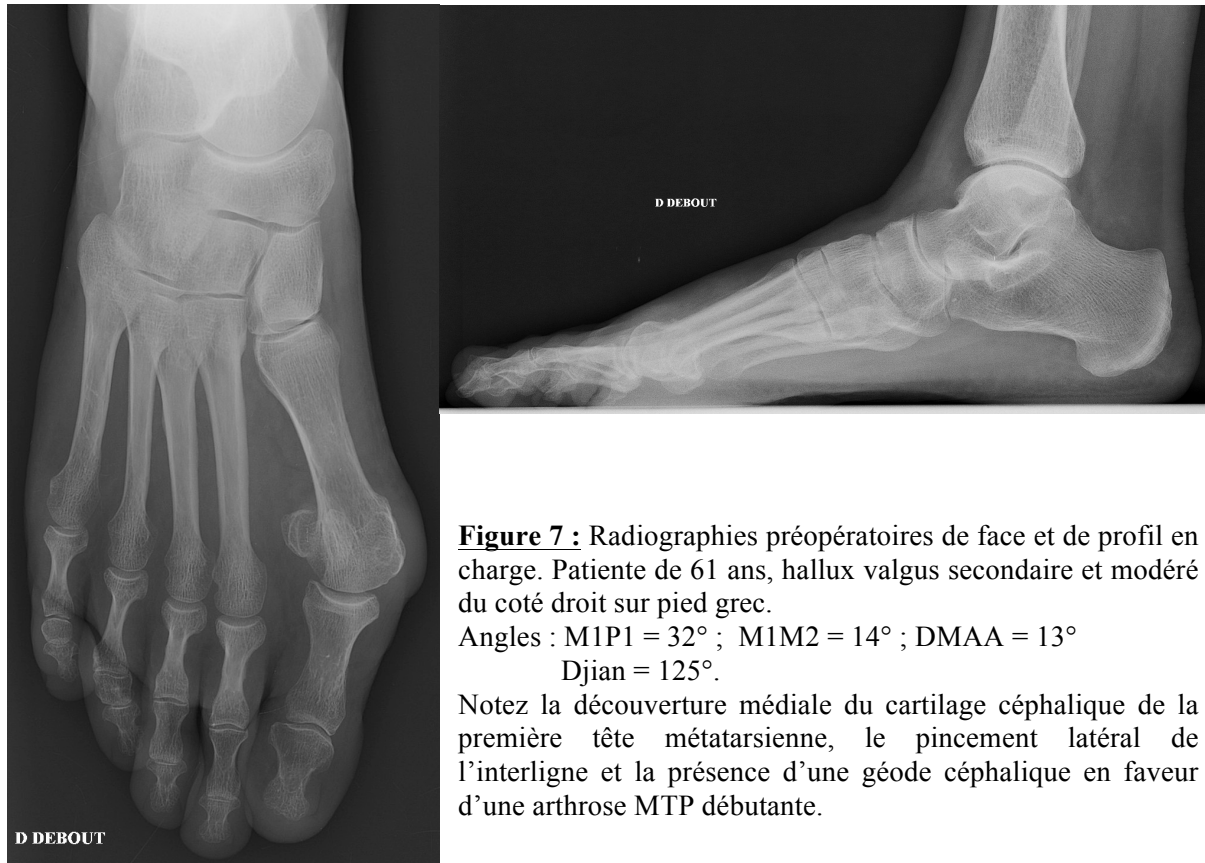 D DEBOUT
D DEBOUT
Figure 7 : Radiographies préopératoires de face et de profil en
charge. Patiente de 61 ans, hallux valgus secondaire et modéré
du coté droit sur pied grec.
Angles : M1P1 = 32° ; M1M2 = 14° ; DMAA = 13°
Djian = 125°.
Notez la découverture médiale du cartilage céphalique de la
première tête métatarsienne, le pincement latéral de
l’interligne et la présence d’une géode céphalique en faveur
d’une arthrose MTP débutante.